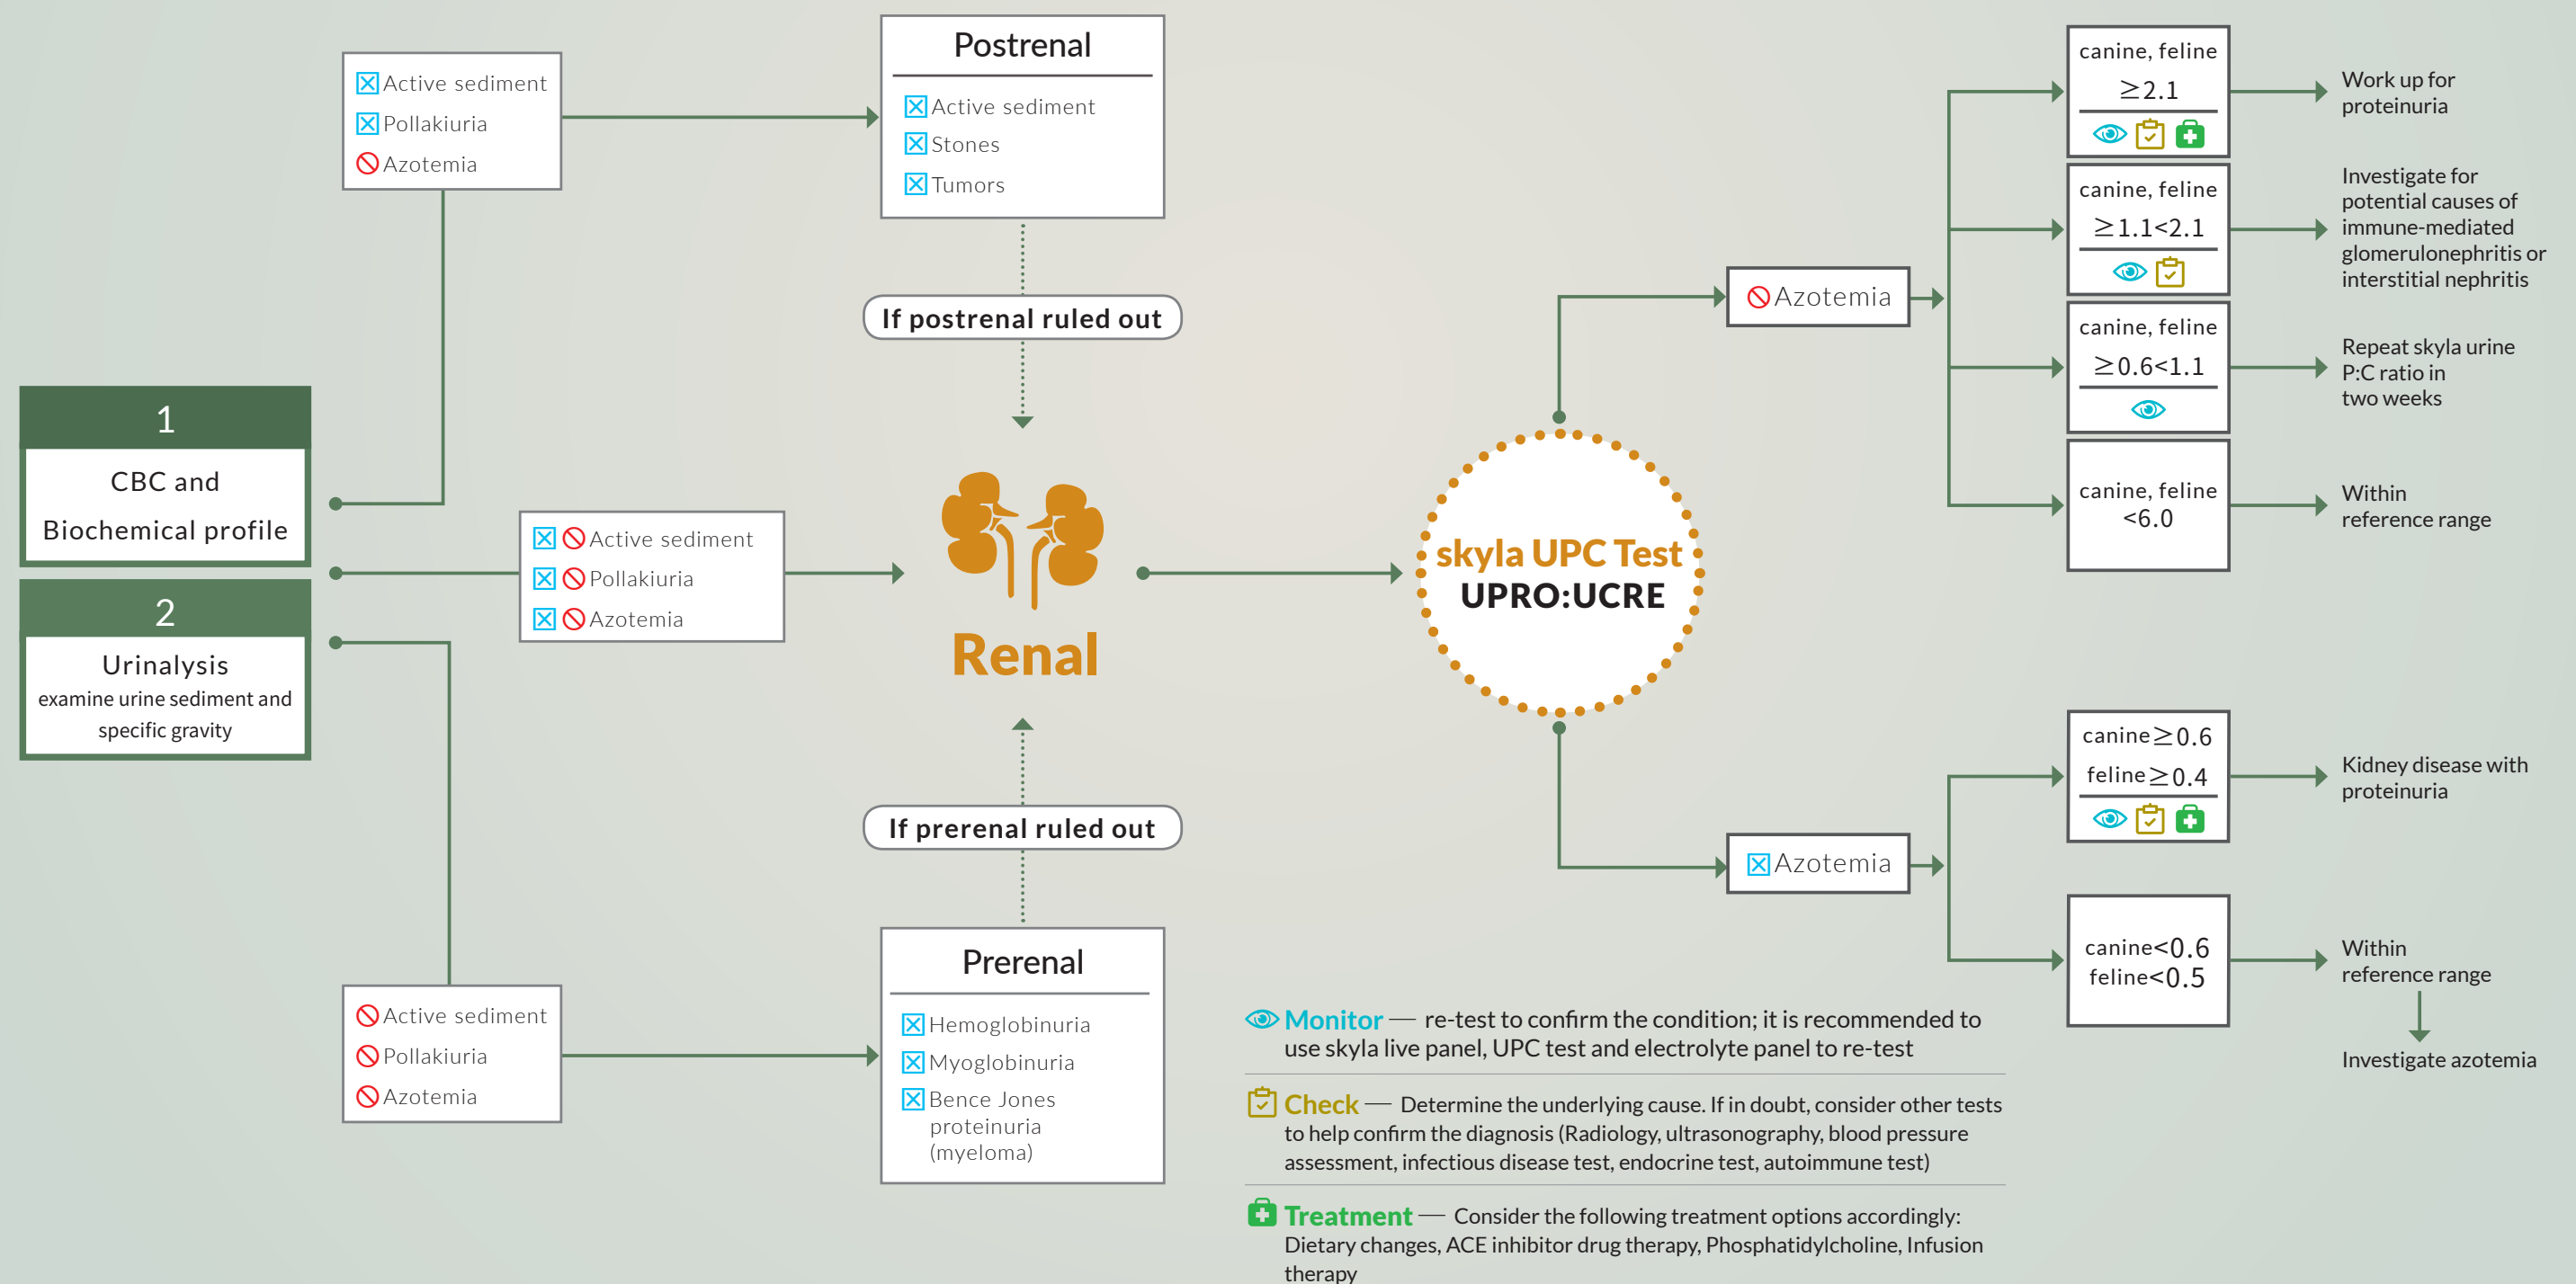 1
CBC and
Biochemical profile
2
Urinalysis
examine urine sediment and
specific gravity
Active sediment
Pollakiuria
Azotemia
Active sediment
Pollakiuria
Azotemia
Active sediment
Pollakiuria
Azotemia
Postrenal
Active sediment
Stones
Tumors
If postrenal ruled out
Renal
If prerenal ruled out
Prerenal
Hemoglobinuria
Myoglobinuria
Bence Jones
proteinuria
(myeloma)
skyla UPC Test
UPRO:UCRE
Azotemia
canine, feline
≥2.1
Work up for
proteinuria
canine, feline
≥1.1<2.1
Investigate for
potential causes of
immune-mediated
glomerulonephritis or
interstitial nephritis
canine, feline
≥0.6<1.1
Repeat skyla urine
P:C ratio in
two weeks
canine, feline
<6.0
Within
reference range
Azotemia
canine≥0.6
feline≥0.4
Kidney disease with
proteinuria
canine<0.6
feline<0.5
Within
reference range
Investigate azotemia
Monitor — re-test to confirm the condition; it is recommended to
use skyla live panel, UPC test and electrolyte panel to re-test
Check — Determine the underlying cause. If in doubt, consider other tests
to help confirm the diagnosis (Radiology, ultrasonography, blood pressure
assessment, infectious disease test, endocrine test, autoimmune test)
Treatment — Consider the following treatment options accordingly:
Dietary changes, ACE inhibitor drug therapy, Phosphatidylcholine, Infusion
therapy